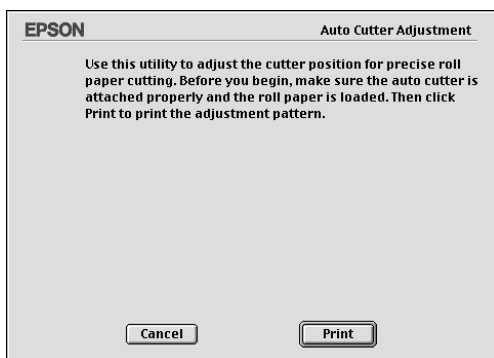 EPSON
Auto Cutter Adjustment
Use this utility to adjust the cutter position for precise roll
paper cutting. Before you begin, make sure the auto cutter is
attached properly and the roll paper is loaded. Then click
Print to print the adjustment pattern.
Cancel
Print